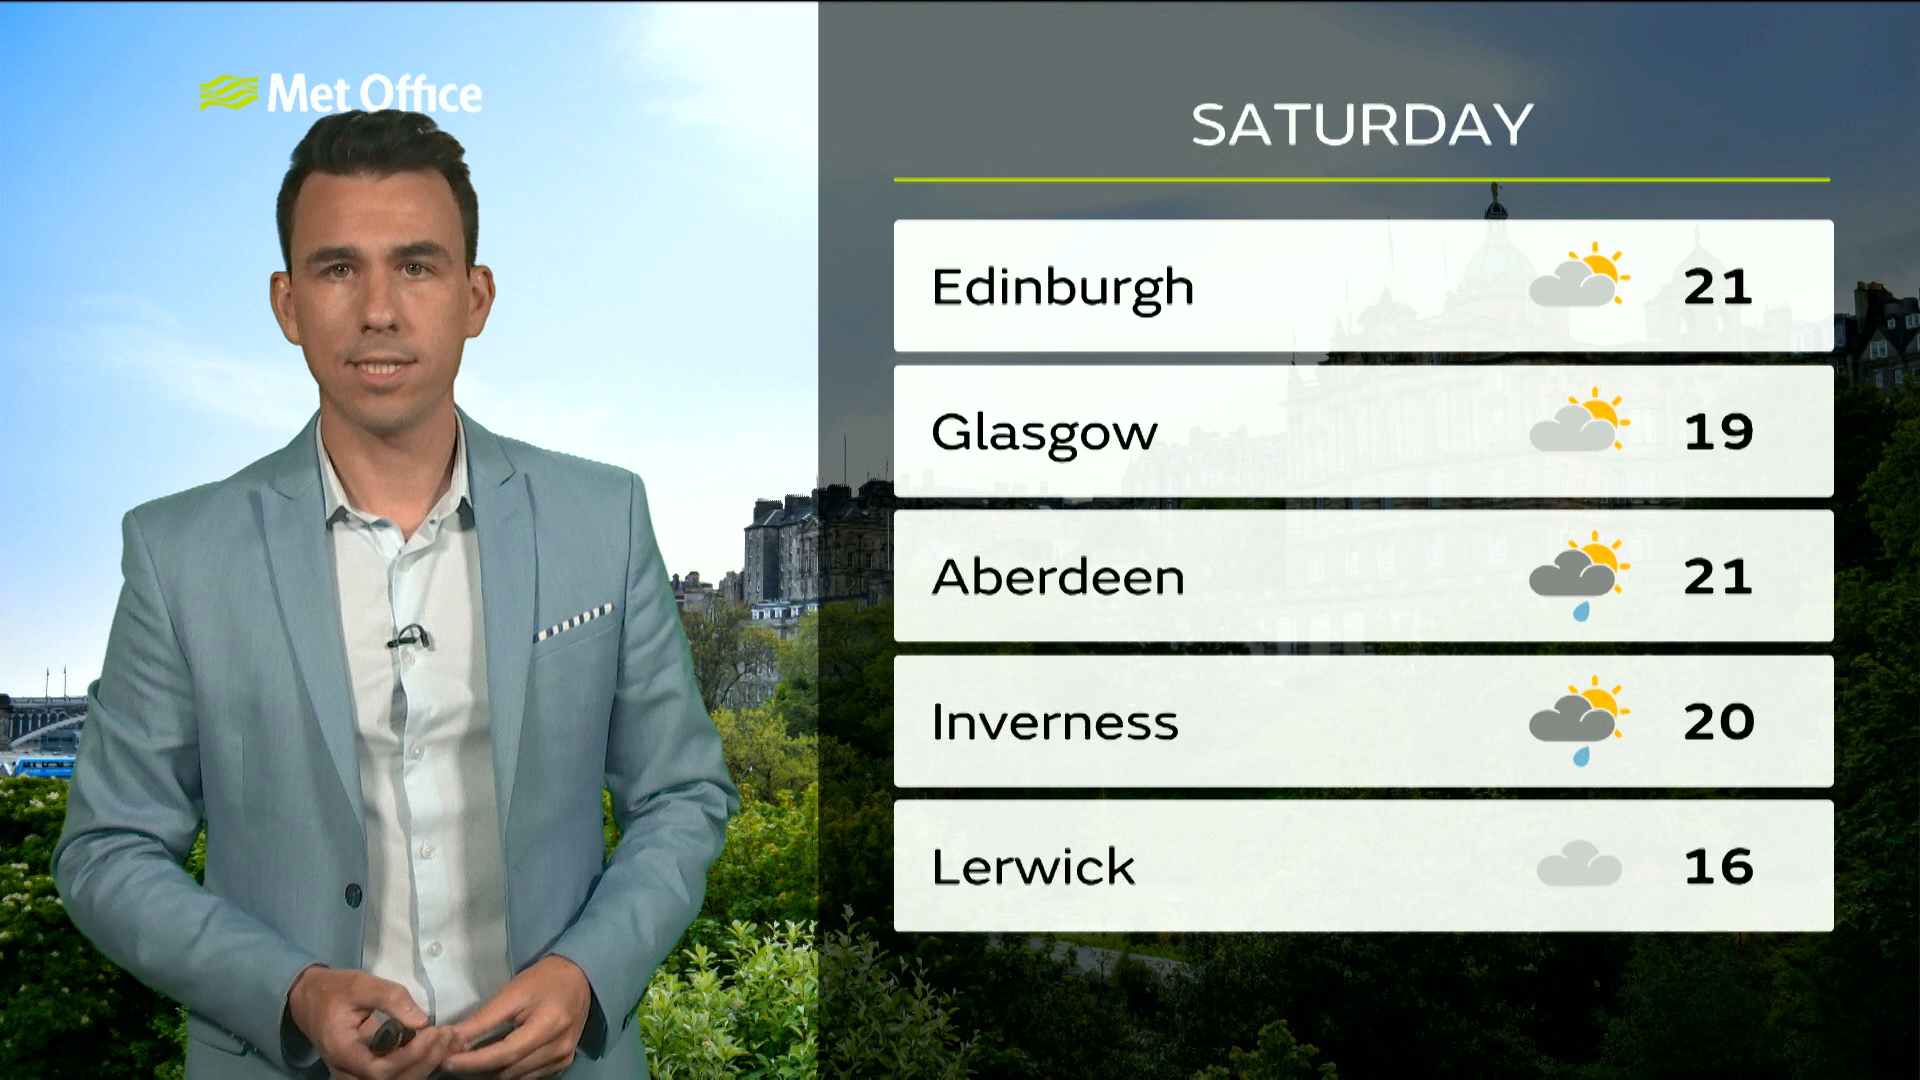 Met Office
SATURDAY
Edinburgh 21
Glasgow 19
Aberdeen 21
Inverness 20
Lerwick 16